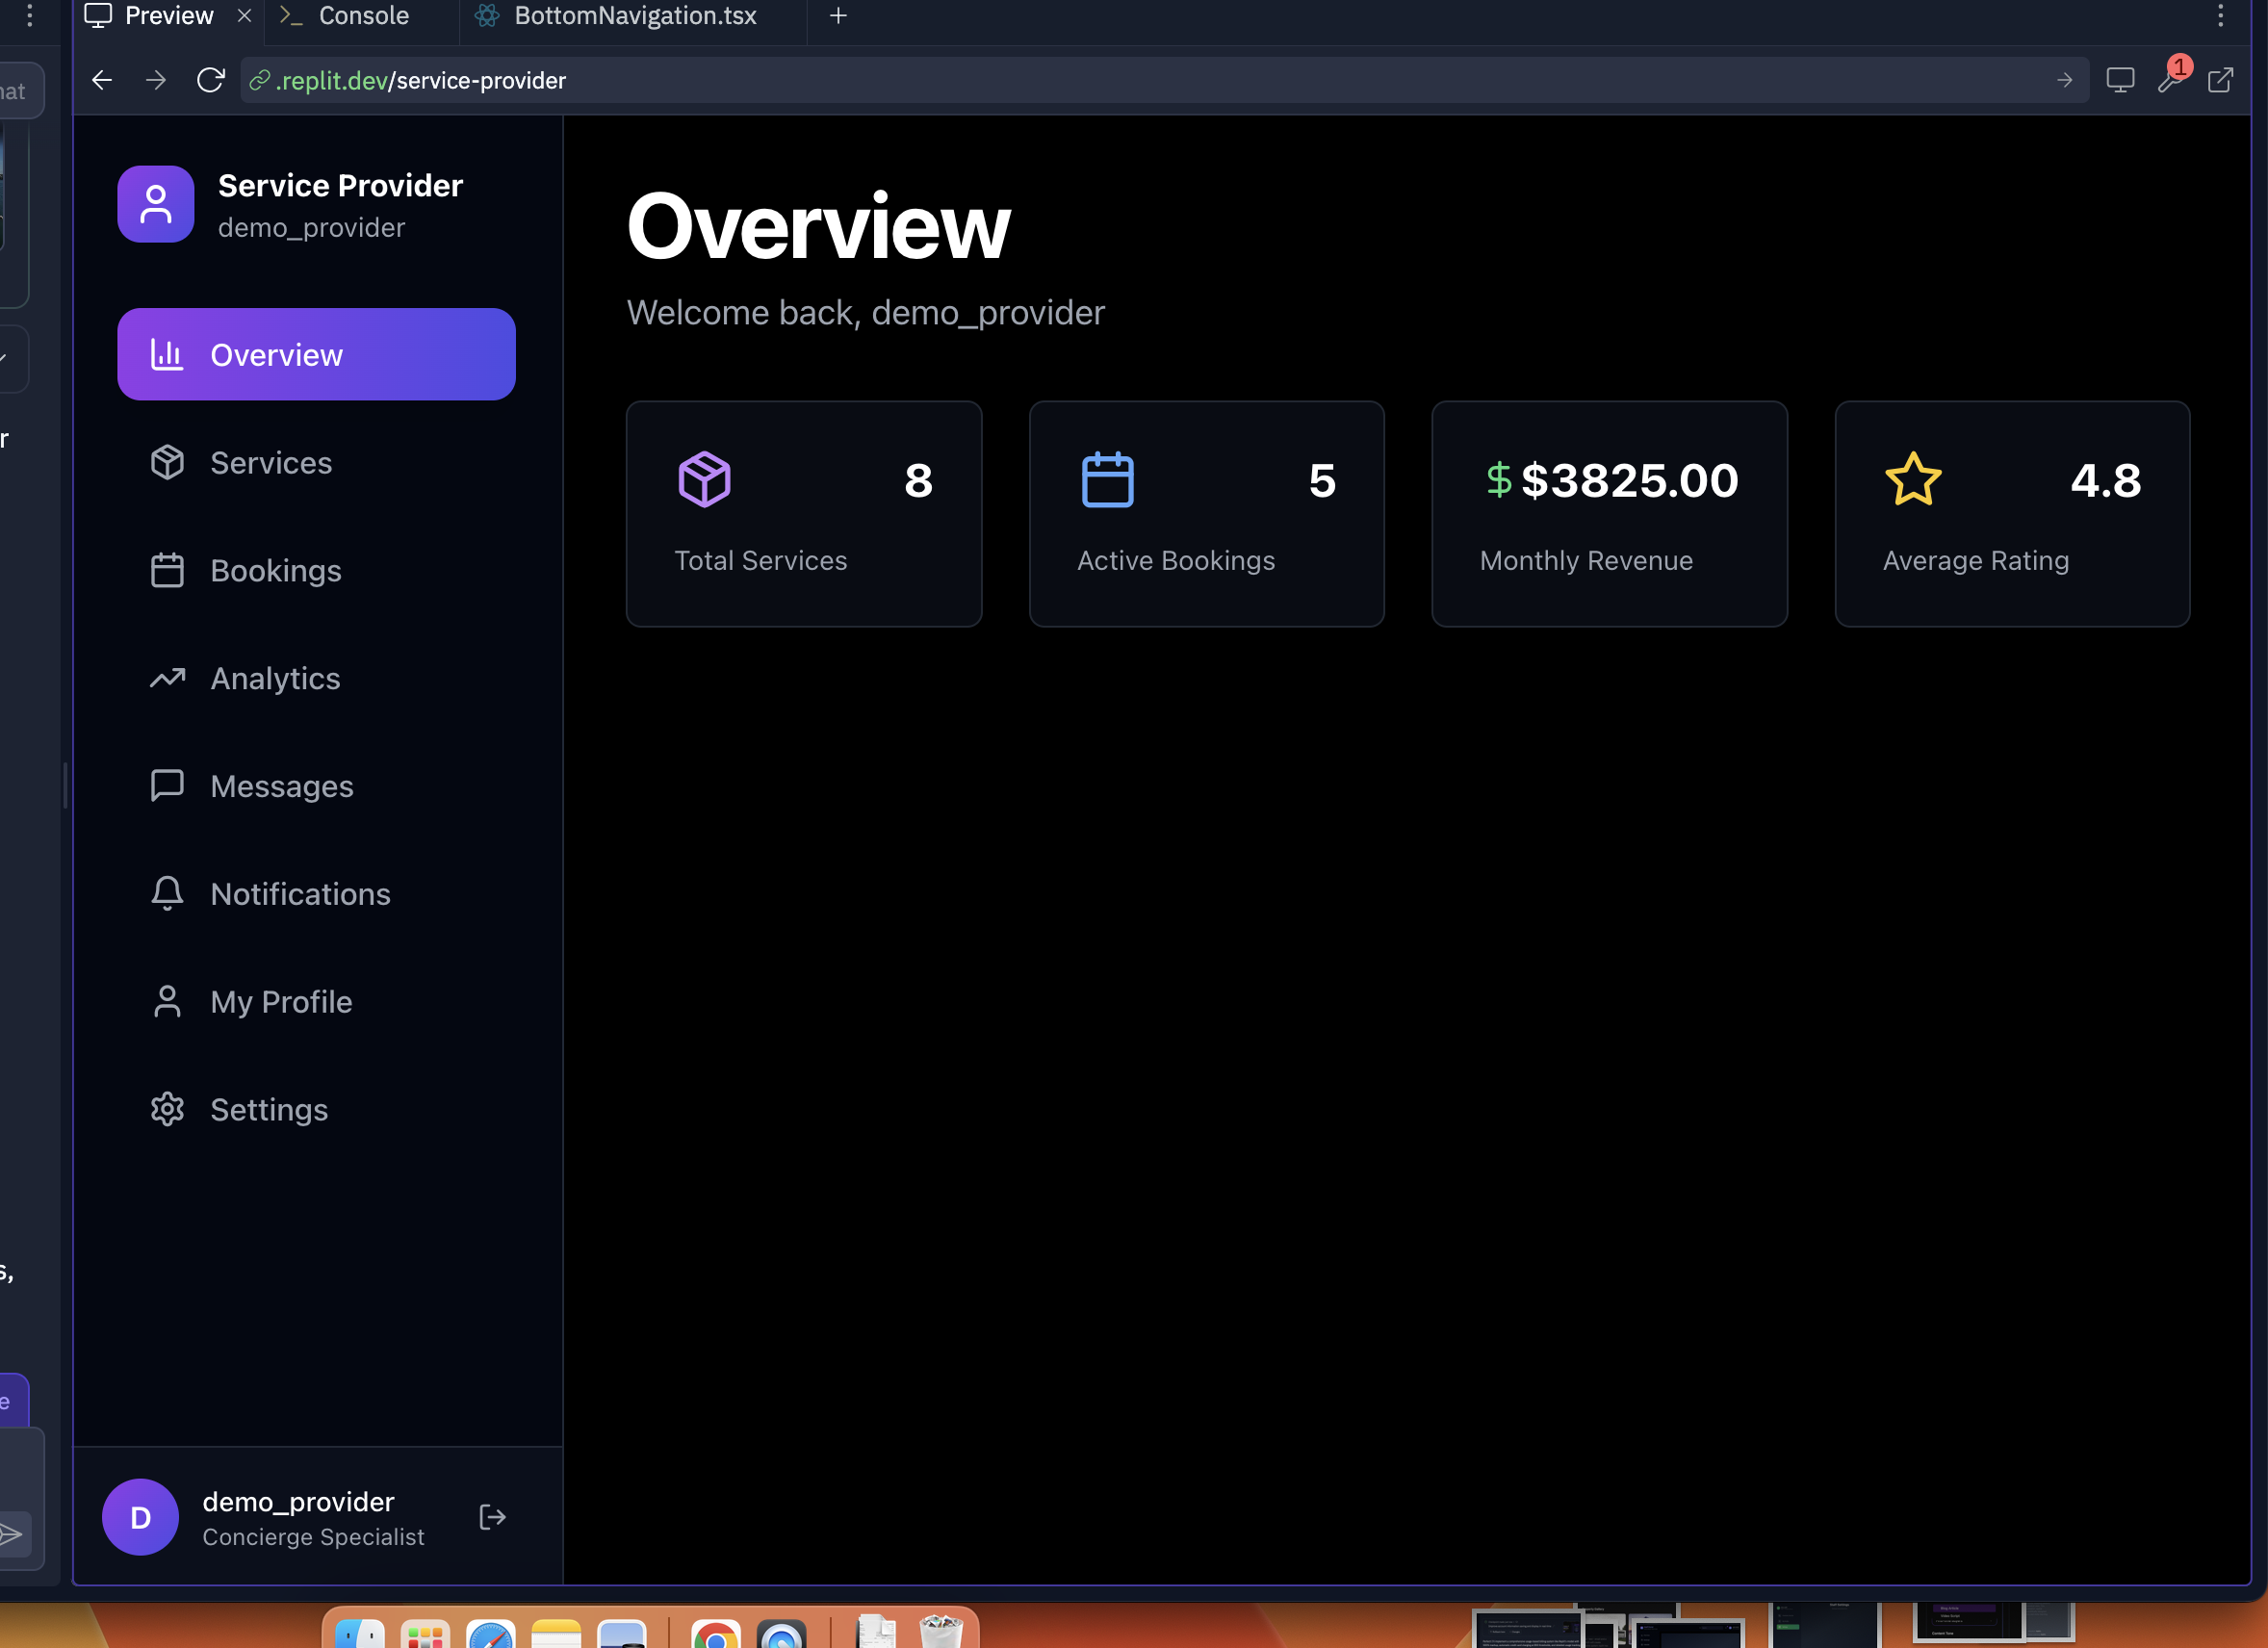 Preview
Console
BottomNavigation.tsx
.replit.dev/service-provider
1
Service Provider
demo_provider
Overview
Services
Bookings
Analytics
Messages
Notifications
My Profile
Settings
demo_provider
Concierge Specialist
D
Overview
Welcome back, demo_provider
8
Total Services
5
Active Bookings
$3825.00
Monthly Revenue
4.8
Average Rating